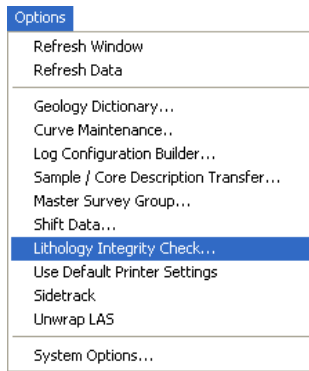 Options
Refresh Window
Refresh Data
Geology Dictionary...
Curve Maintenance..
Log Configuration Builder...
Sample / Core Description Transfer...
Master Survey Group...
Shift Data...
Lithology Integrity Check...
Use Default Printer Settings
Sidetrack
Unwrap LAS
System Options...